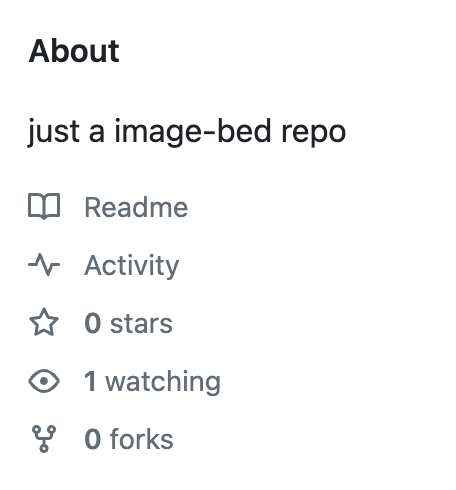 About
just a image-bed repo
Readme
Activity
0 stars
1 watching
0 forks